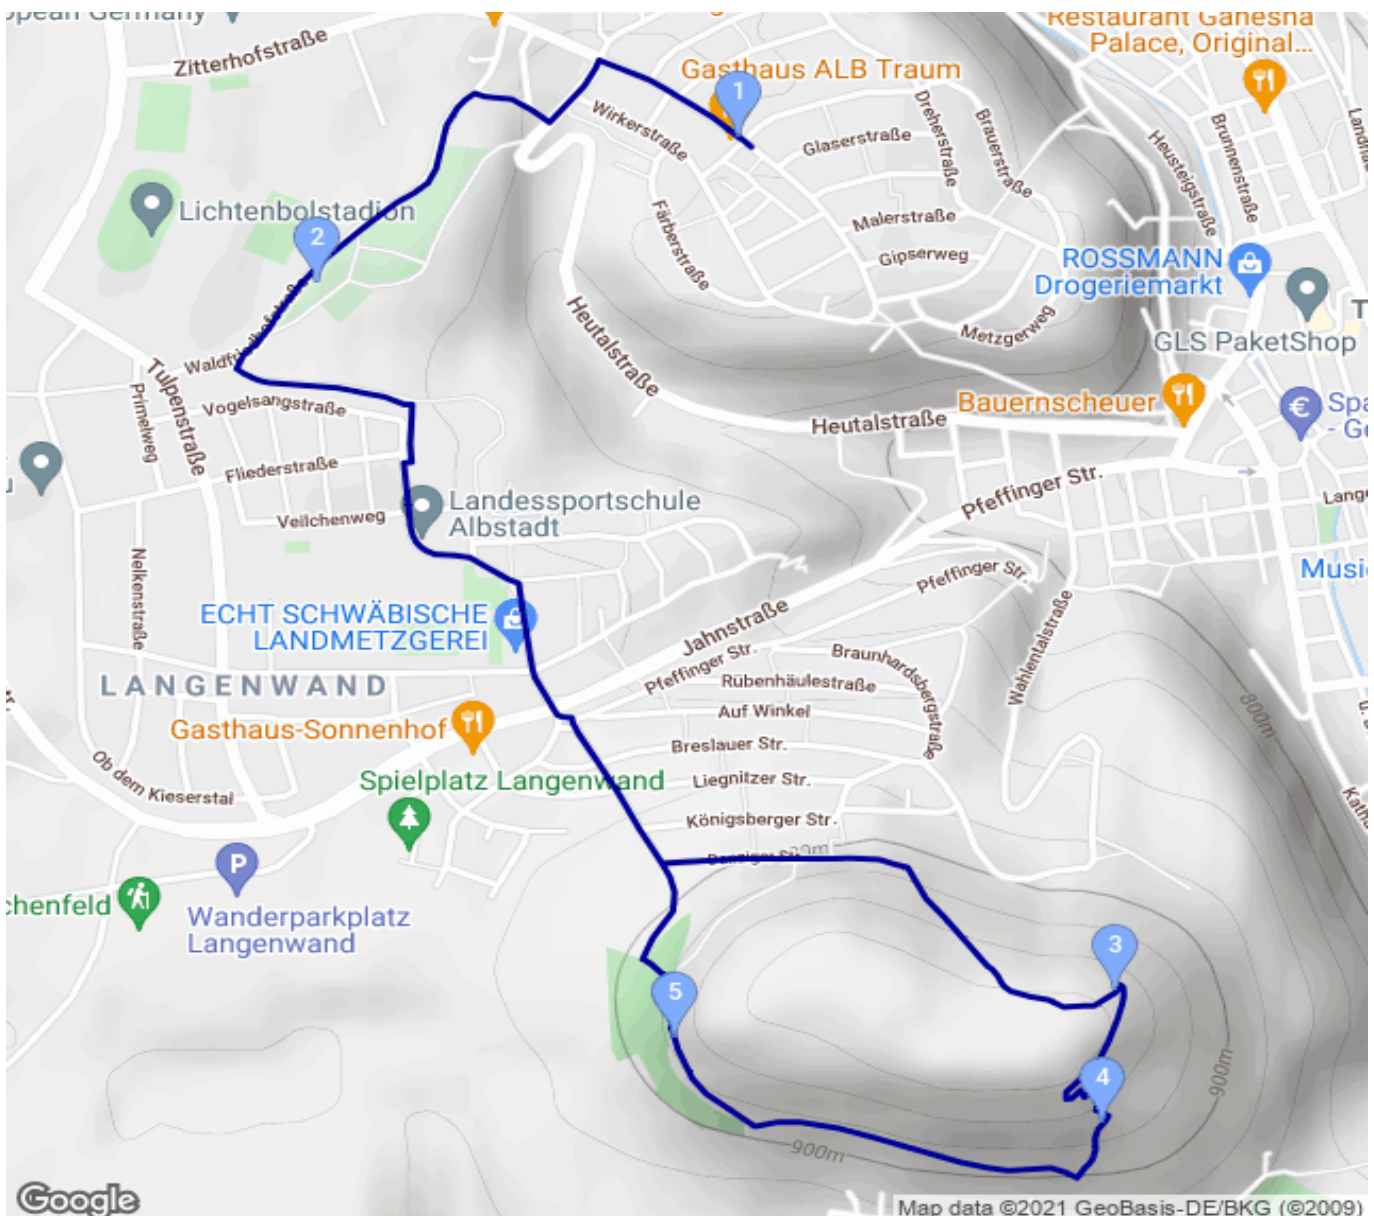 Zitterhofstraße
Restaurant Ganesha
Palace, Original...
Gasthaus ALB Traum
1
Wirkerstraße
Glaserstraße
Dreherstraße
Brauerstraße
Heusteigstraße
Brunnenstraße
Lichtenbolstadion
2
Färberstraße
Malerstraße
Gipserweg
ROSSMANN
Drogeriemarkt
Metzgerweg
GLS PaketShop
Heutalstraße
Tulpenstraße
Primelweg
Vogelsangstraße
Bauernscheuer
Heutalstraße
Fliederstraße
Pfeffinger Str.
Landessportschule
Albstadt
Veilchenweg
Nelkenstraße
Pfeffinger Str.
ECHT SCHWÄBISCHE
LANDMETZGEREI
Jahnstraße
Wahlentalstraße
Pfeffinger Str.
Braunhardsbergstraße
LANGENWAND
Rübenhäulestraße
Auf Winkel
800m
Gasthaus-Sonnenhof
Breslauer Str.
Ob dem Kieserstal
Spielplatz Langenwand
Liegnitzer Str.
Königsberger Str.
Danziger Str.
P
chenfeld
Wanderparkplatz
Langenwand
3
5
4
900m
900m
Google
Map data ©2021 GeoBasis-DE/BKG (©2009)